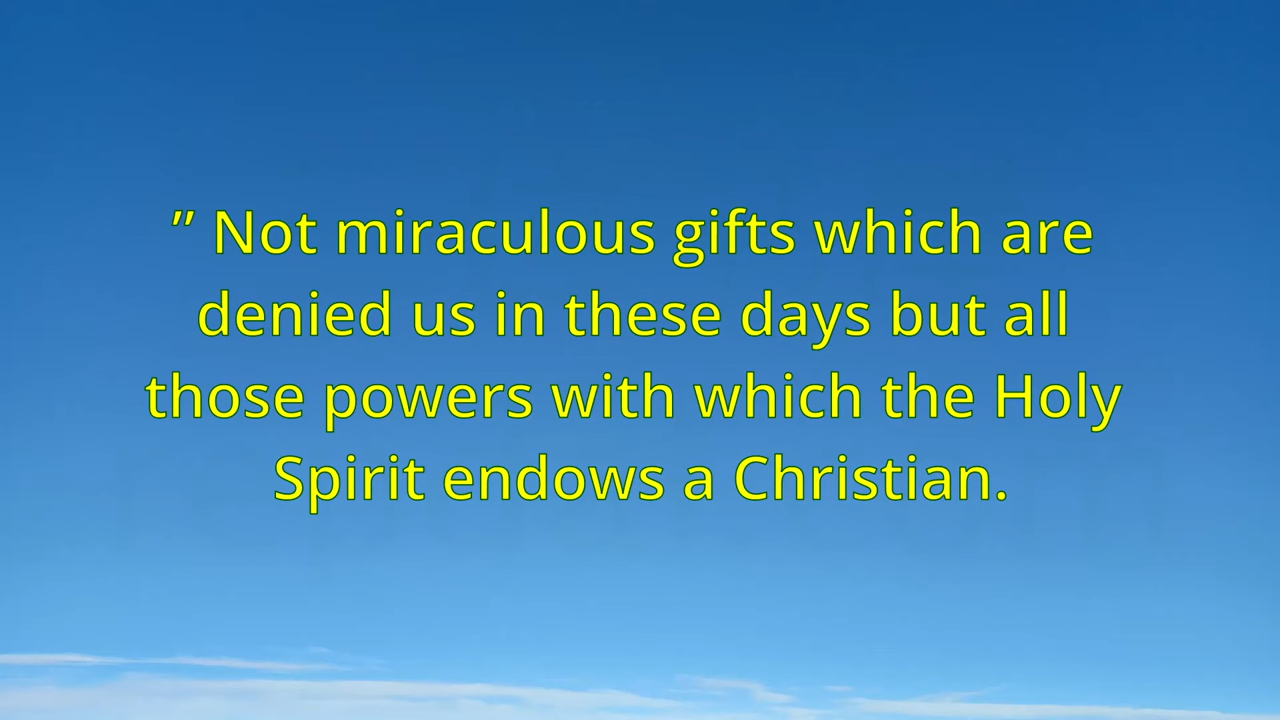 ” Not miraculous gifts which are
denied us in these days but all
those powers with which the Holy
Spirit endows a Christian.